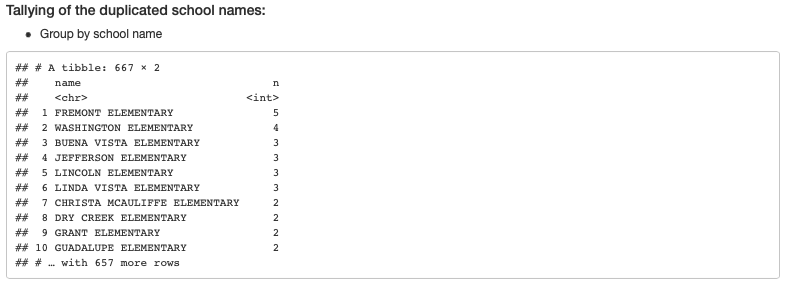 Tallying of the duplicated school names:
• Group by school name
## # A tibble: 667 × 2
##    name                             n
##    <chr>                        <int>
##  1 FREMONT ELEMENTARY               5
##  2 WASHINGTON ELEMENTARY            4
##  3 BUENA VISTA ELEMENTARY           3
##  4 JEFFERSON ELEMENTARY             3
##  5 LINCOLN ELEMENTARY               3
##  6 LINDA VISTA ELEMENTARY           3
##  7 CHRISTA MCAULIFFE ELEMENTARY     2
##  8 DRY CREEK ELEMENTARY             2
##  9 GRANT ELEMENTARY                 2
## 10 GUADALUPE ELEMENTARY             2
## # … with 657 more rows